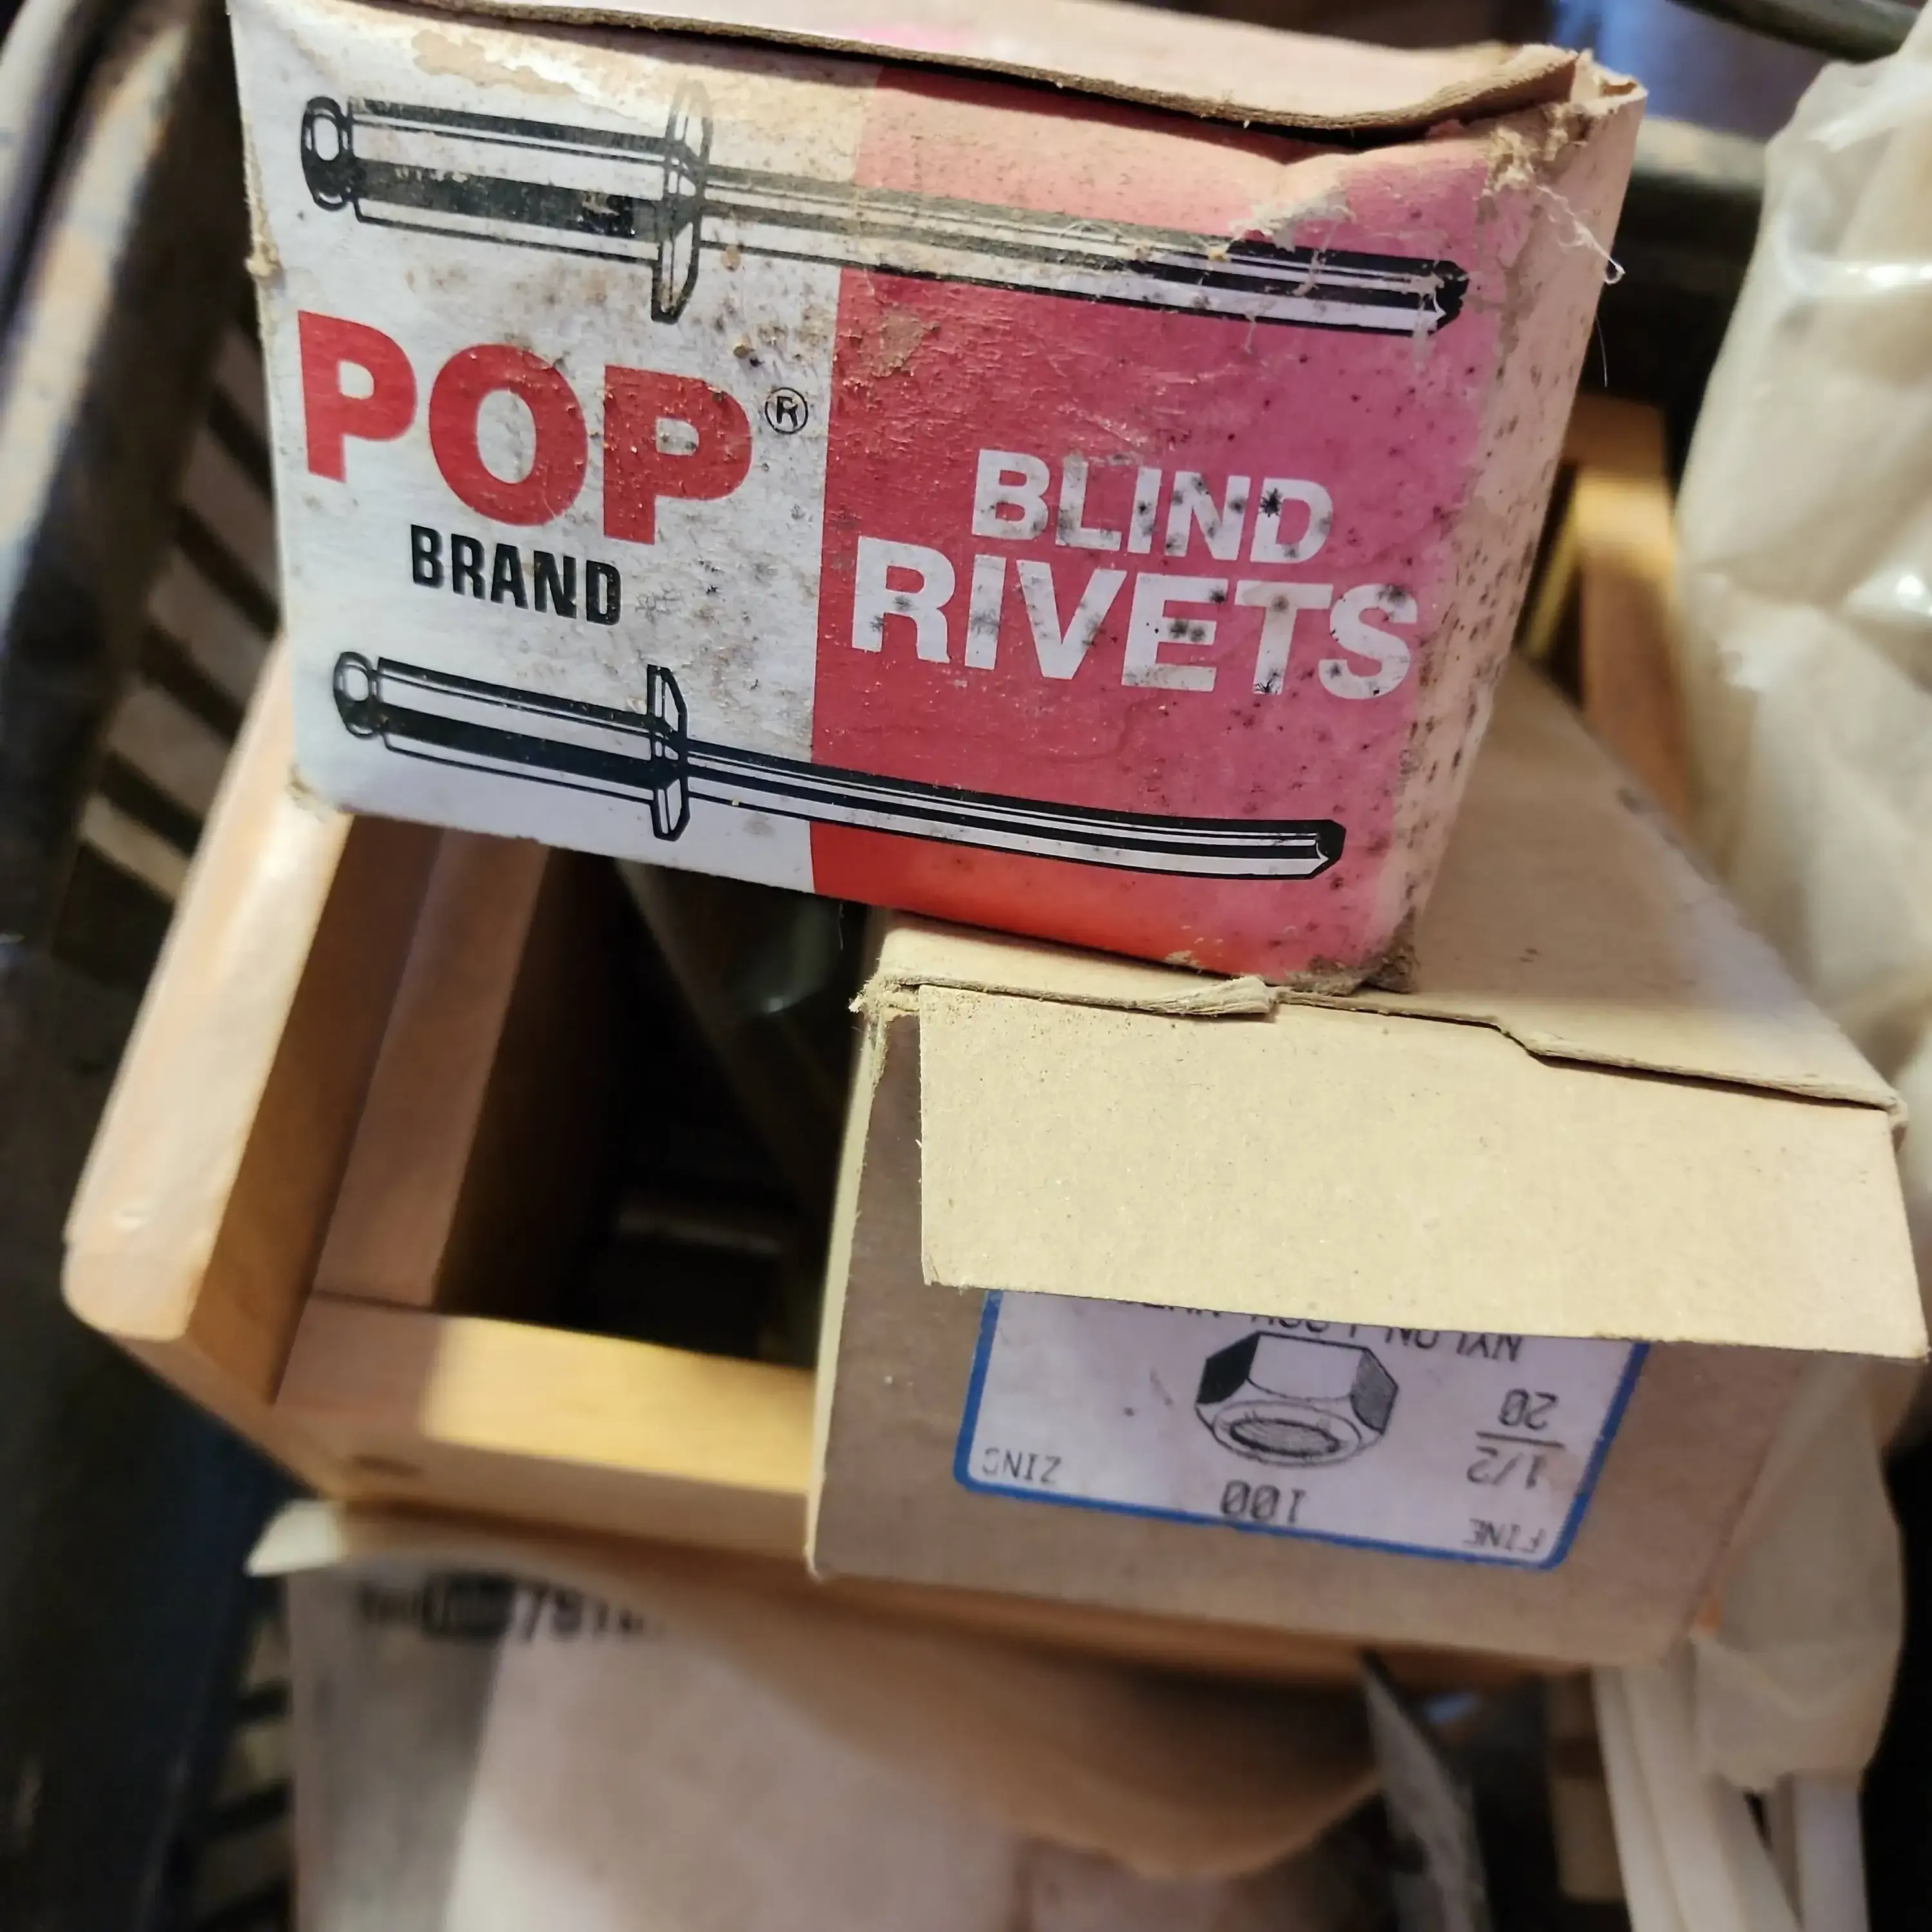 POP®
BRAND
BLIND
RIVETS
NYLON
1/2
20
FINE
100
ZINC